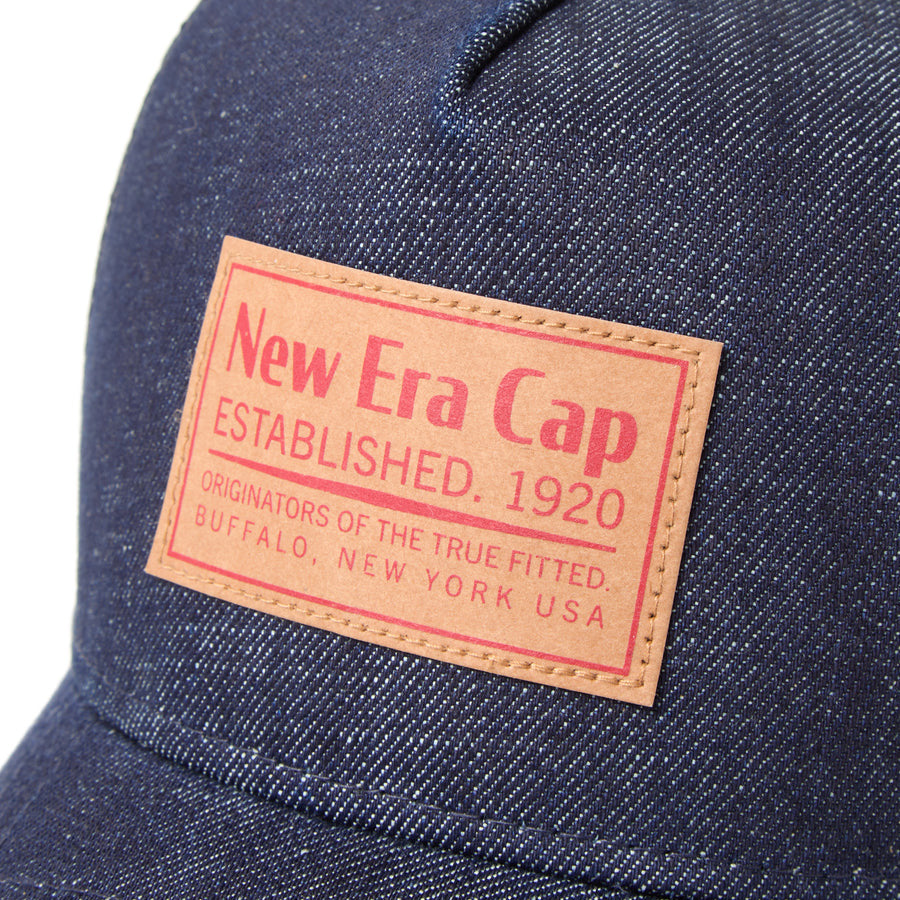 New Era Cap
ESTABLISHED. 1920
ORIGINATORS OF THE TRUE FITTED.
BUFFALO, NEW YORK USA